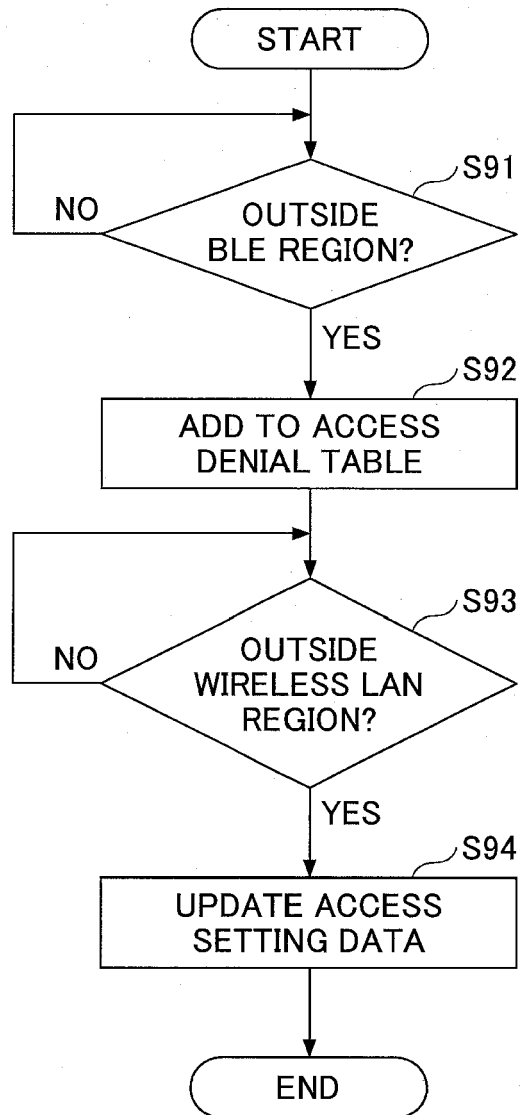 START
S91
OUTSIDE
BLE REGION?
NO
YES
S92
ADD TO ACCESS
DENIAL TABLE
S93
OUTSIDE
WIRELESS LAN
REGION?
NO
YES
S94
UPDATE ACCESS
SETTING DATA
END